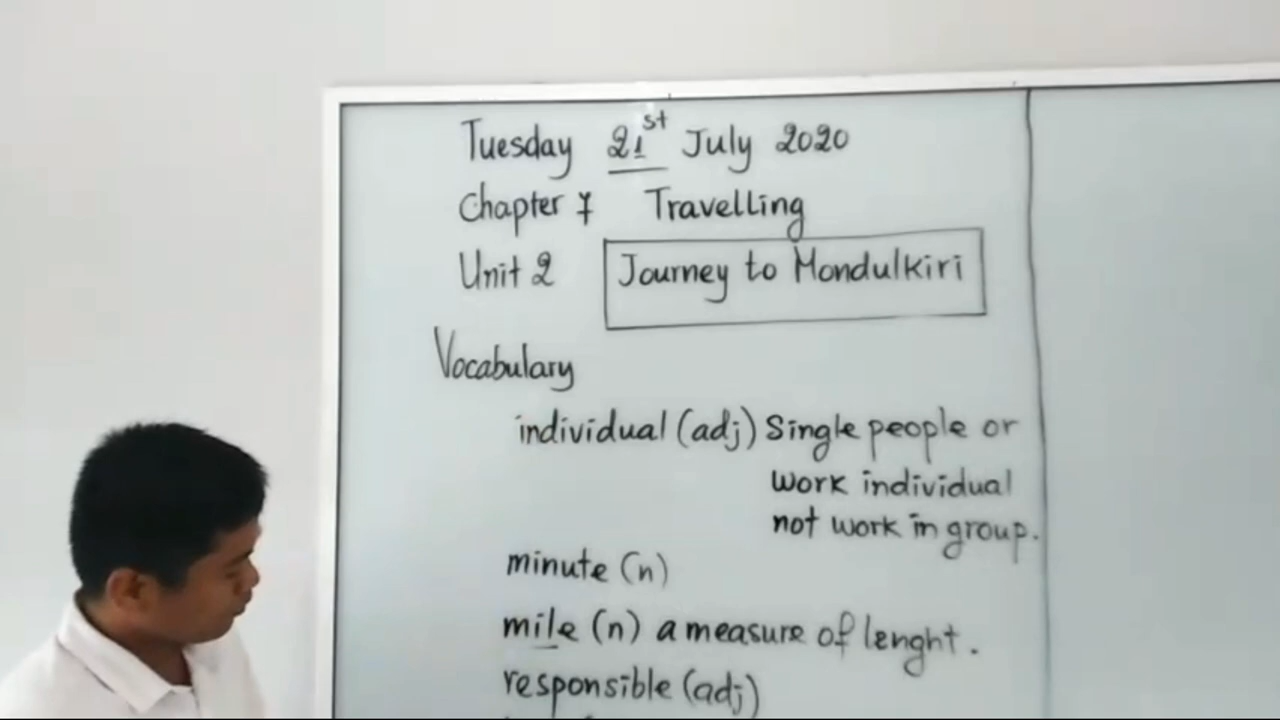 Tuesday 21st July 2020
Chapter 7 Travelling
Unit 2 Journey to Mondulkiri
Vocabulary
individual (adj) Single people or
work individual
not work in group.
minute (n)
mile (n) a measure of lenght.
responsible (adj)